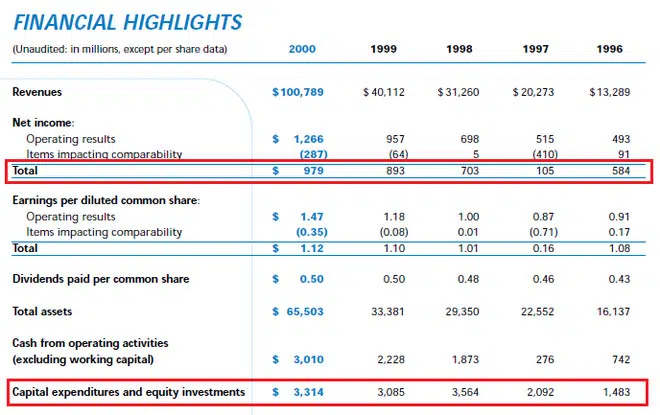 FINANCIAL HIGHLIGHTS
(Unaudited: in millions, except per share data) 2000 1999 1998 1997 1996
Revenues $100,789 $ 40,112 $ 31,260 $ 20,273 $13,289
Net income:
Operating results $ 1,266 957 698 515 493
Items impacting comparability (287) (64) 5 (410) 91
Total $ 979 893 703 105 584
Earnings per diluted common share:
Operating results $ 1.47 1.18 1.00 0.87 0.91
Items impacting comparability (0.35) (0.08) 0.01 (0.71) 0.17
Total $ 1.12 1.10 1.01 0.16 1.08
Dividends paid per common share $ 0.50 0.50 0.48 0.46 0.43
Total assets $ 65,503 33,381 29,350 22,552 16,137
Cash from operating activities
(excluding working capital) $ 3,010 2,228 1,873 276 742
Capital expenditures and equity investments $ 3,314 3,085 3,564 2,092 1,483